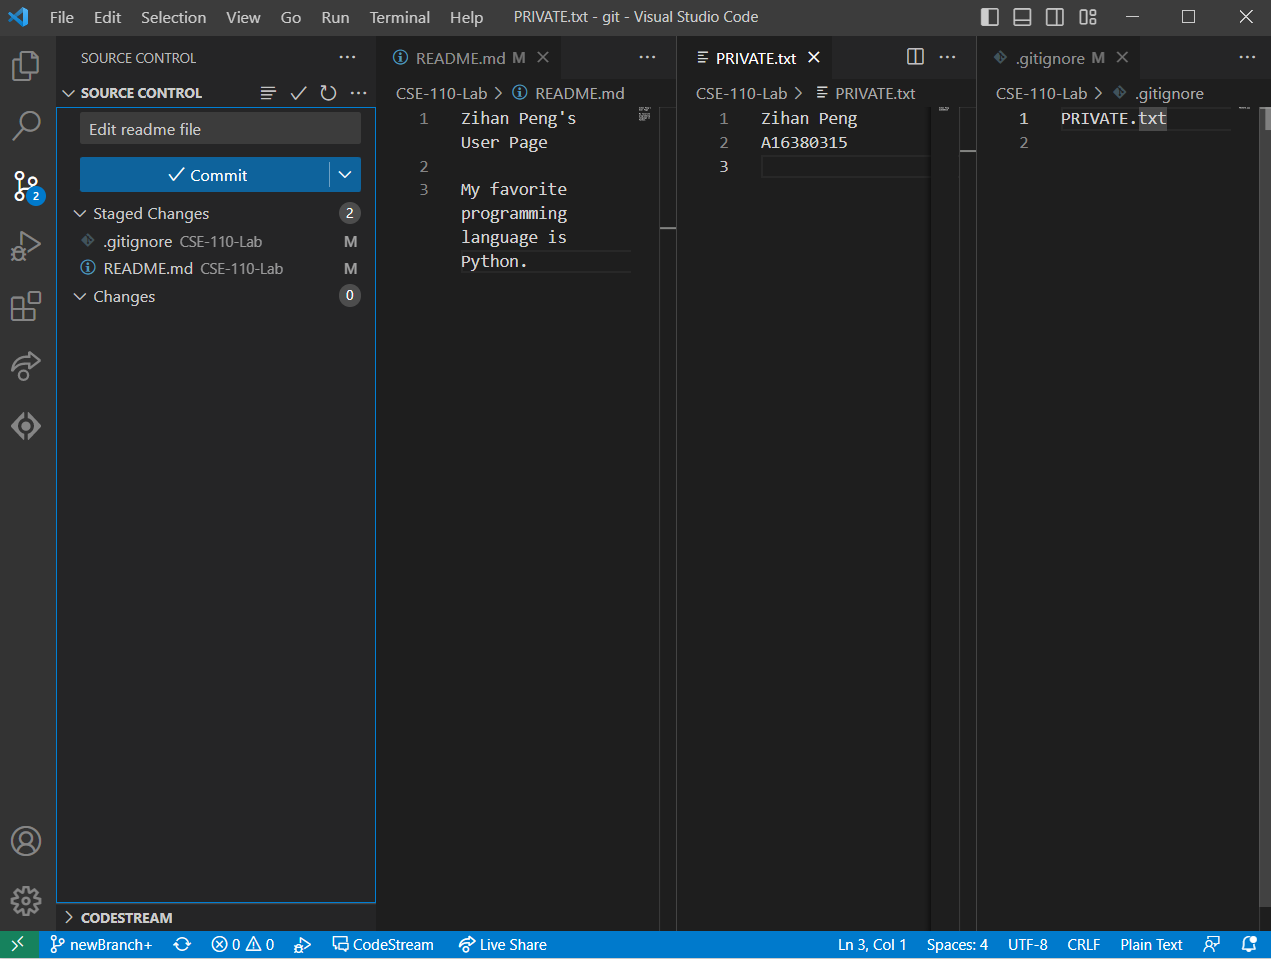 File Edit Selection View Go Run Terminal Help PRIVATE.txt - git - Visual Studio Code
SOURCE CONTROL
SOURCE CONTROL
Edit readme file
Commit
2
Staged Changes 2
.gitignore CSE-110-Lab M
README.md CSE-110-Lab M
Changes 0
CODESTREAM
README.md M
CSE-110-Lab > README.md
1 Zihan Peng's
User Page
2
3 My favorite
programming
language is
Python.
PRIVATE.txt
CSE-110-Lab > PRIVATE.txt
1 Zihan Peng
2 A16380315
3
.gitignore M
CSE-110-Lab > .gitignore
1 PRIVATE.txt
2
newBranch+ 0 0 CodeStream Live Share Ln 3, Col 1 Spaces: 4 UTF-8 CRLF Plain Text